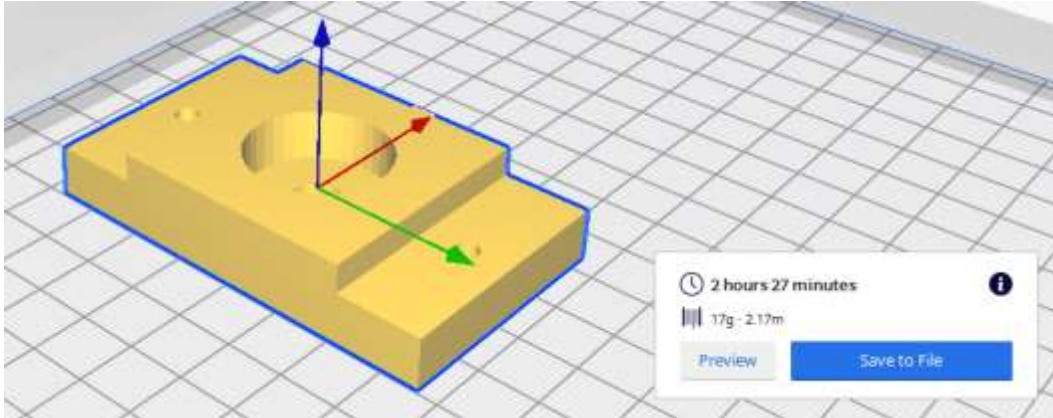 2 hours 27 minutes
i
17g · 2.17m
Preview
Save to File